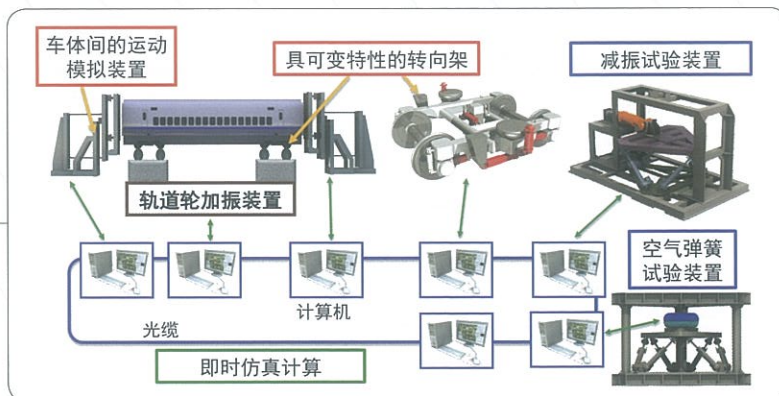 车体间的运动
模拟装置
具可变特性的转向架
减振试验装置
轨道轮加振装置
空气弹簧
试验装置
计算机
光缆
即时仿真计算